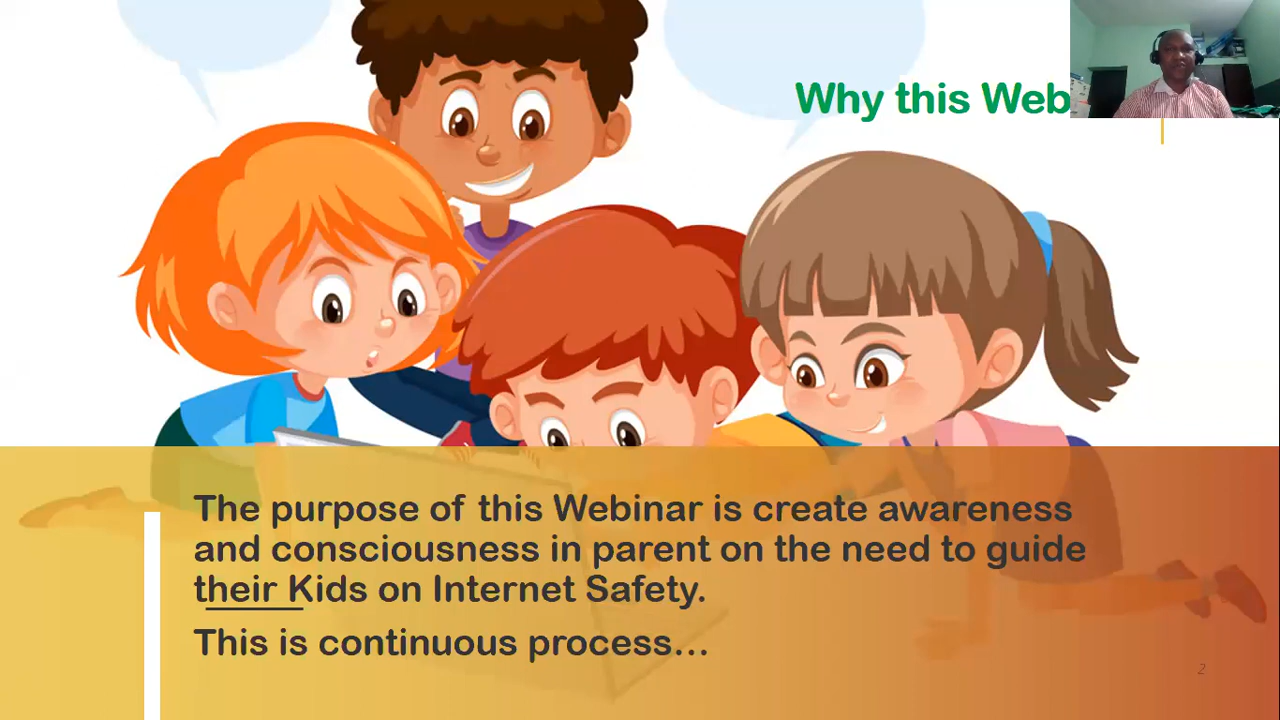 Why this Web
The purpose of this Webinar is create awareness
and consciousness in parent on the need to guide
their Kids on Internet Safety.
This is continuous process...
2